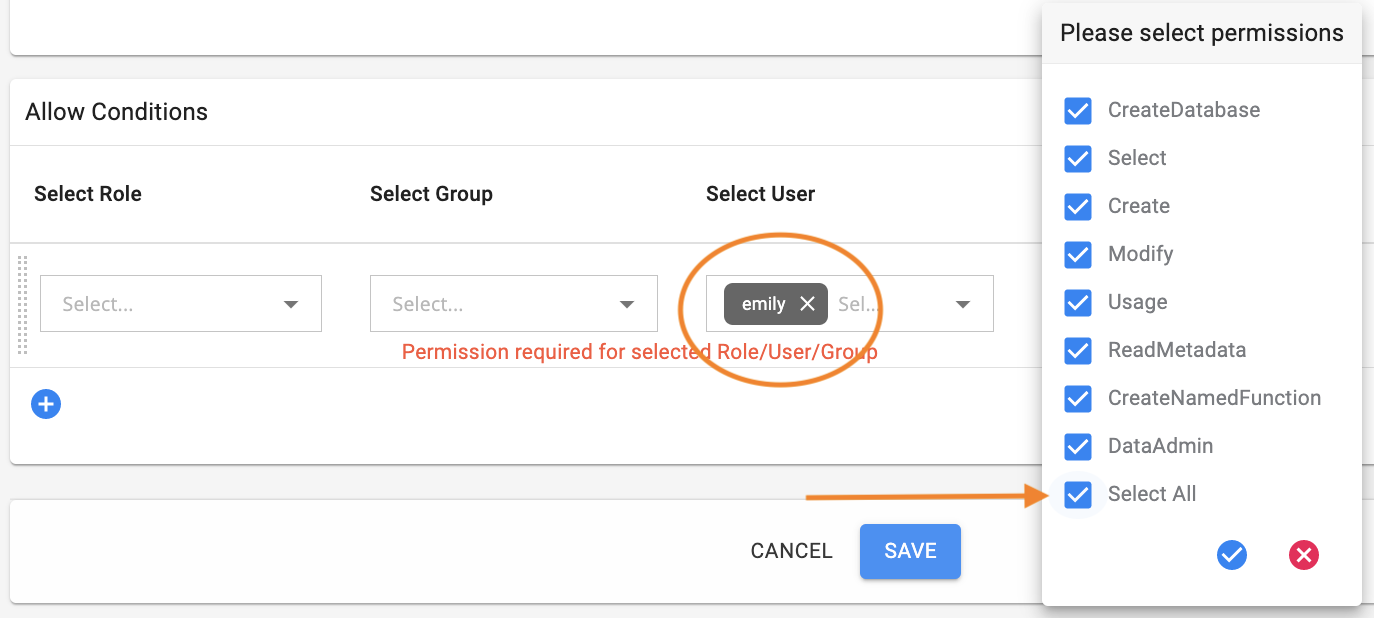 Please select permissions
Allow Conditions
Select Role Select Group Select User
Select... Select... emily Sel...
Permission required for selected Role/User/Group
CANCEL SAVE
CreateDatabase
Select
Create
Modify
Usage
ReadMetadata
CreateNamedFunction
DataAdmin
Select All